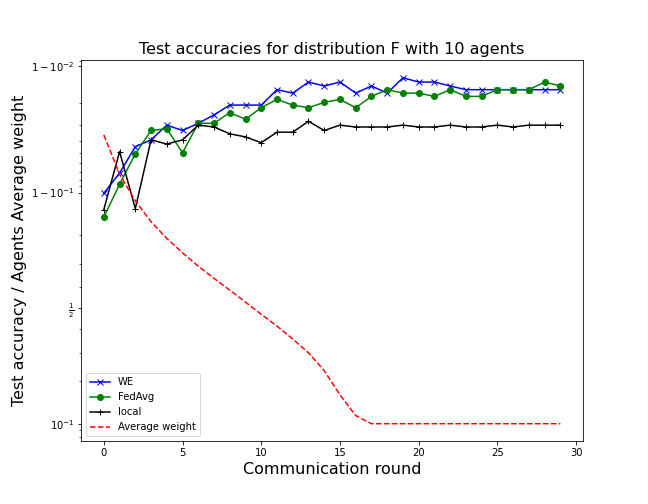 Test accuracies for distribution F with 10 agents
Test accuracy / Agents Average weight
1 − 10⁻²
1 − 10⁻¹
½
10⁻¹
WE
FedAvg
local
Average weight
0 5 10 15 20 25 30
Communication round